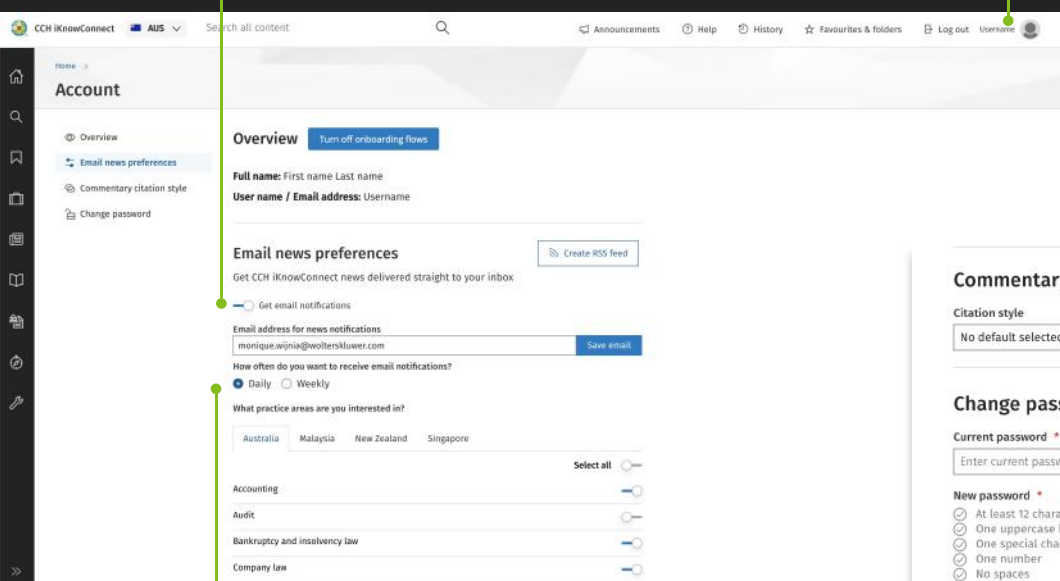 CCH iKnowConnect AUS Search all content Announcements Help History Favourites & folders Log out Username
Home >
Account
Overview
Email news preferences
Commentary citation style
Change password
Overview Turn off onboarding flows
Full name: First name Last name
User name / Email address: Username
Email news preferences Create RSS feed
Get CCH iKnowConnect news delivered straight to your inbox
Get email notifications
Email address for news notifications
monique.wijnia@wolterskluwer.com Save email
How often do you want to receive email notifications?
Daily Weekly
What practice areas are you interested in?
Australia Malaysia New Zealand Singapore
Select all
Accounting
Audit
Bankruptcy and insolvency law
Company law
Commentar
Citation style
No default selected
Change pas
Current password *
Enter current passw
New password *
At least 12 chara
One uppercase
One special cha
One number
No spaces